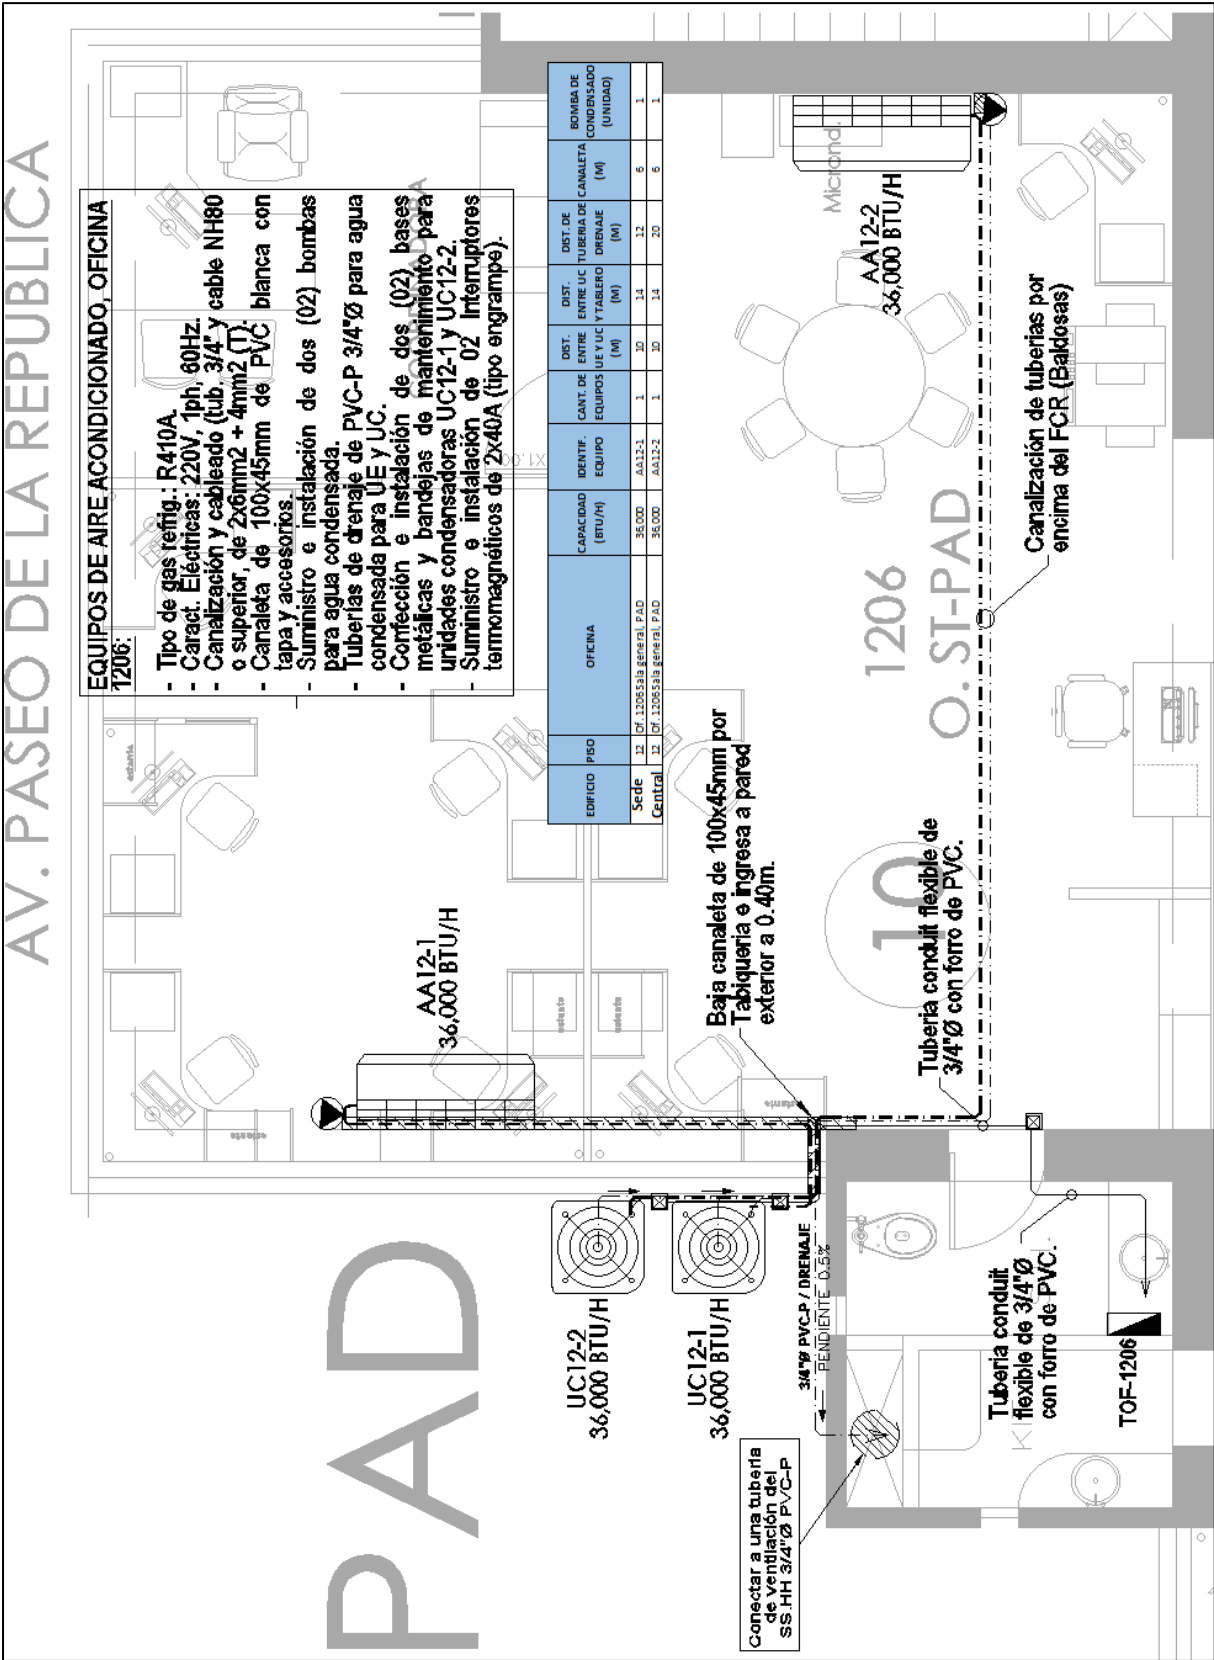 AV. PASEO DE LA REPUBLICA
EQUIPOS DE AIRE ACONDICIONADO, OFICINA
1206:
- Tipo de gas refrig.: R410A.
- Caract. Eléctricas: 220V, 1ph, 60Hz.
- Canalización y cableado (tub. 3/4" y cable NH80
o superior, de 2x6mm2 + 4mm2 (T).
- Canaleta de 100x45mm de PVC blanca con
tapa y accesorios.
- Suministro e instalación de dos (02) bombas
para agua condensada.
- Tuberías de drenaje de PVC-P 3/4"Ø para agua
condensada para UE y UC.
- Confección e instalación de dos (02) bases
metálicas y bandejas de mantenimiento para
unidades condensadoras UC12-1 y UC12-2.
- Suministro e instalación de 02 Interruptores
termomagnéticos de 2x40A (tipo engrampe).
EDIFICIO PISO OFICINA CAPACIDAD (BTU/H) IDENTIF. EQUIPO CANT. DE EQUIPOS DIST. ENTRE UE Y UC (M) DIST. ENTRE UC Y TABLERO (M) DIST. DE TUBERIA DE DRENAJE (M) CANALETA (M) BOMBA DE CONDENSADO (UNIDAD)
Sede 12 Of. 1206 Sala general, PAD 36,000 AA12-1 1 10 14 12 6 1
Central 12 Of. 1206 Sala general, PAD 36,000 AA12-2 1 10 14 20 6 1
AA12-1
36,000 BTU/H
AA12-2
36,000 BTU/H
Microond.
1206
O. ST-PAD
10
Canalización de tuberias por
encima del FCR (Baldosas)
Baja canaleta de 100x45mm por
Tabiqueria e ingresa a pared
exterior a 0.40m.
Tuberia conduit flexible de
3/4"Ø con forro de PVC.
estante
estante
estante
estante
estante
PAD
UC12-2
36,000 BTU/H
UC12-1
36,000 BTU/H
3/4"Ø PVC-P / DRENAJE
PENDIENTE 0.5%
Conectar a una tuberia
de ventilación del
SS.HH 3/4"Ø PVC-P
Tuberia conduit
flexible de 3/4"Ø
con forro de PVC.
TOF-1206